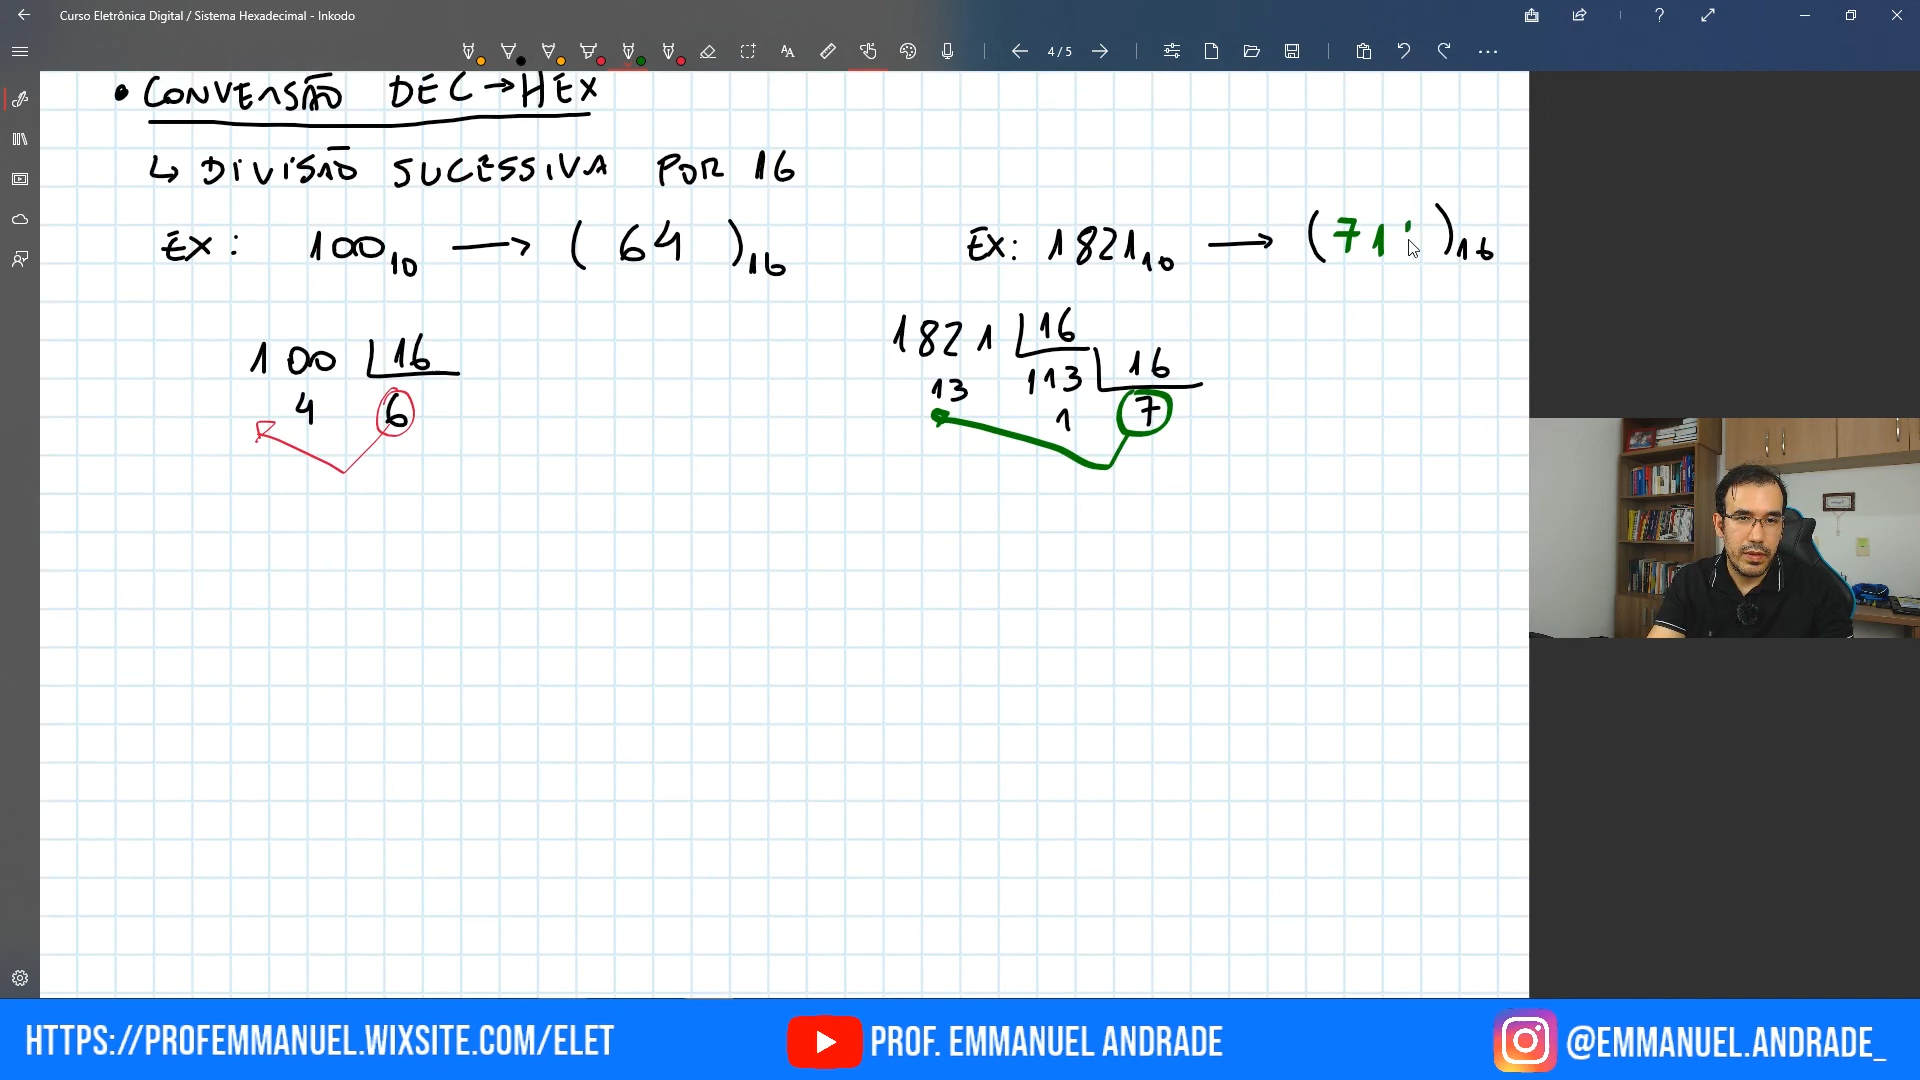 Curso Eletrônica Digital / Sistema Hexadecimal - Inkodo
4 / 5
• CONVERSÃO DEC → HEX
↳ DIVISÃO SUCESSIVA POR 16
EX : 100₁₀ → ( 64 )₁₆
EX: 1821₁₀ → (71 )₁₆
100 16
4 6
1821 16
13 113 16
1 7
HTTPS://PROFEMMANUEL.WIXSITE.COM/ELET
PROF. EMMANUEL ANDRADE
@EMMANUEL.ANDRADE_